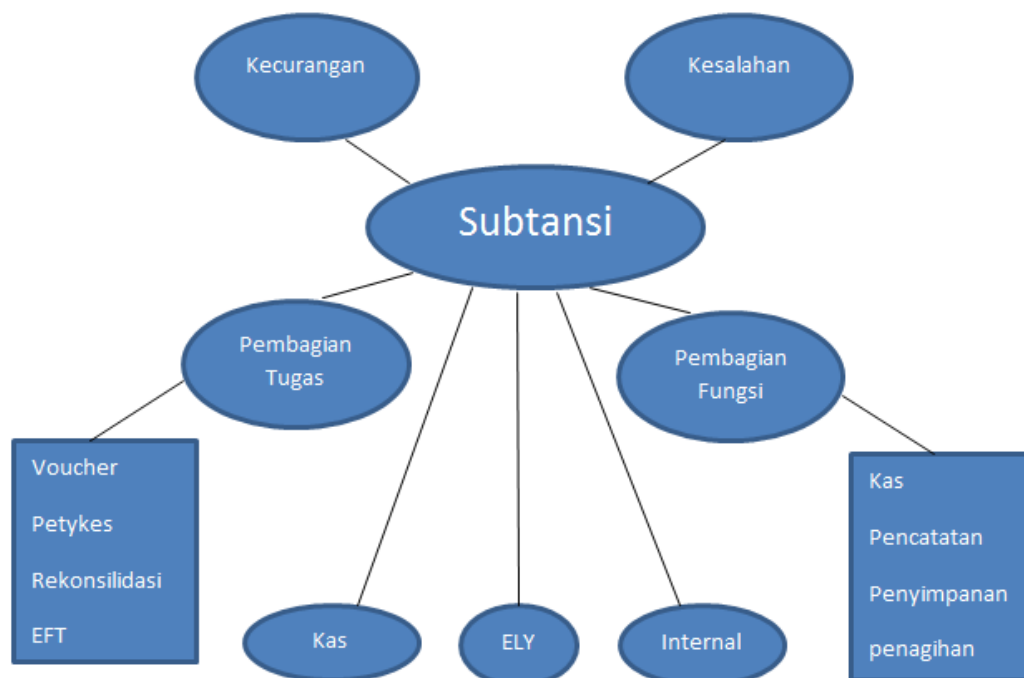 Kecurangan
Kesalahan
Subtansi
Pembagian
Tugas
Pembagian
Fungsi
Voucher
Petykes
Rekonsilidasi
EFT
Kas
Pencatatan
Penyimpanan
penagihan
Kas
ELY
Internal